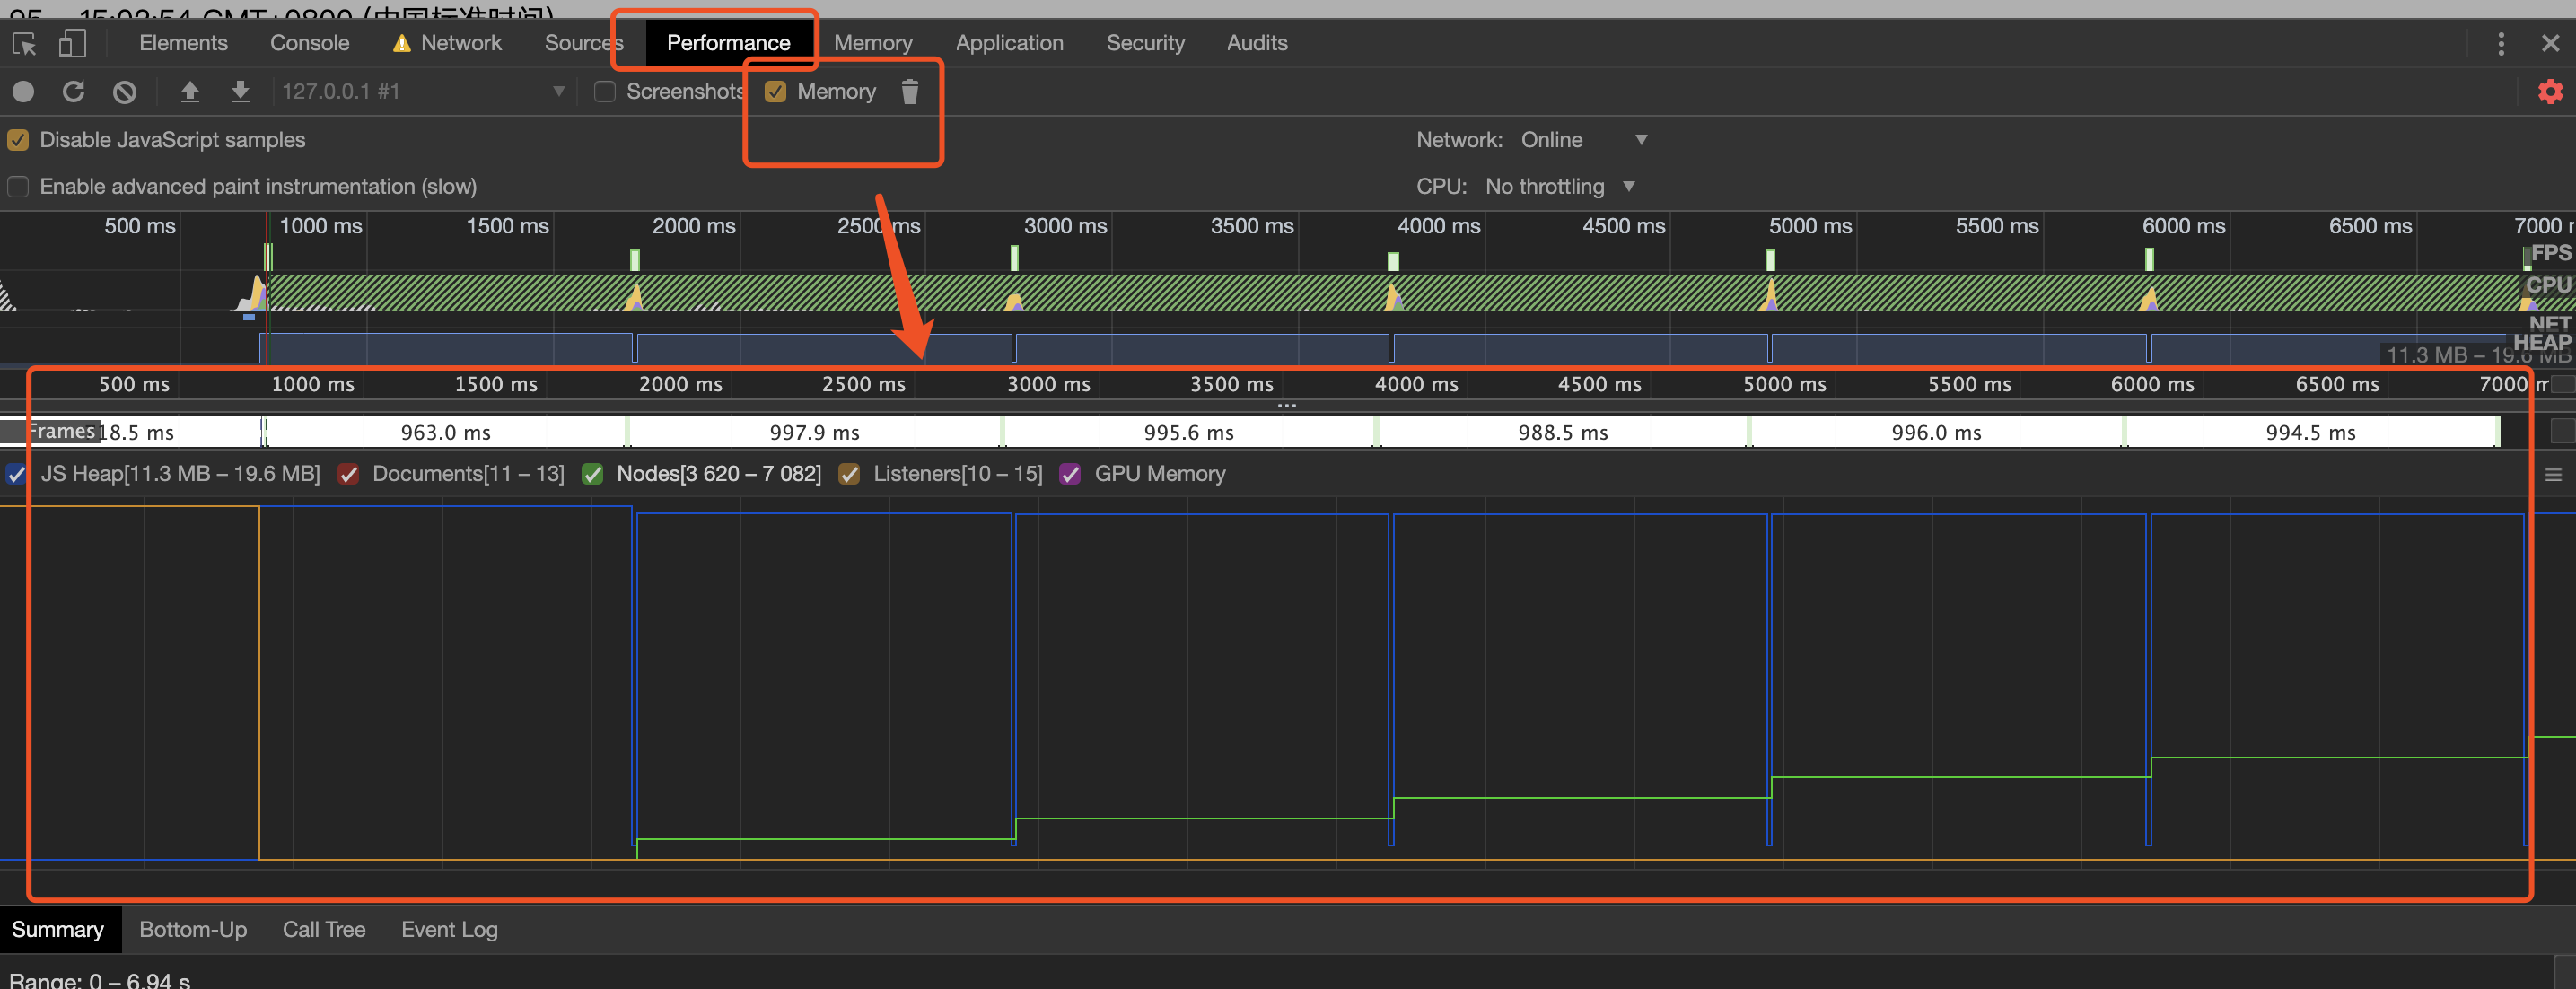 05 15:02:54 GMT+0800 (中国标准时间)
Elements Console Network Sources Performance Memory Application Security Audits
127.0.0.1 #1 Screenshots Memory
Disable JavaScript samples Network: Online
Enable advanced paint instrumentation (slow) CPU: No throttling
500 ms 1000 ms 1500 ms 2000 ms 2500 ms 3000 ms 3500 ms 4000 ms 4500 ms 5000 ms 5500 ms 6000 ms 6500 ms 7000
FPS
CPU
NET
HEAP
11.3 MB – 19.6 MB
500 ms 1000 ms 1500 ms 2000 ms 2500 ms 3000 ms 3500 ms 4000 ms 4500 ms 5000 ms 5500 ms 6000 ms 6500 ms 7000 m
Frames 18.5 ms 963.0 ms 997.9 ms 995.6 ms 988.5 ms 996.0 ms 994.5 ms
JS Heap[11.3 MB – 19.6 MB] Documents[11 – 13] Nodes[3 620 – 7 082] Listeners[10 – 15] GPU Memory
Summary Bottom-Up Call Tree Event Log
Range: 0 – 6.94 s